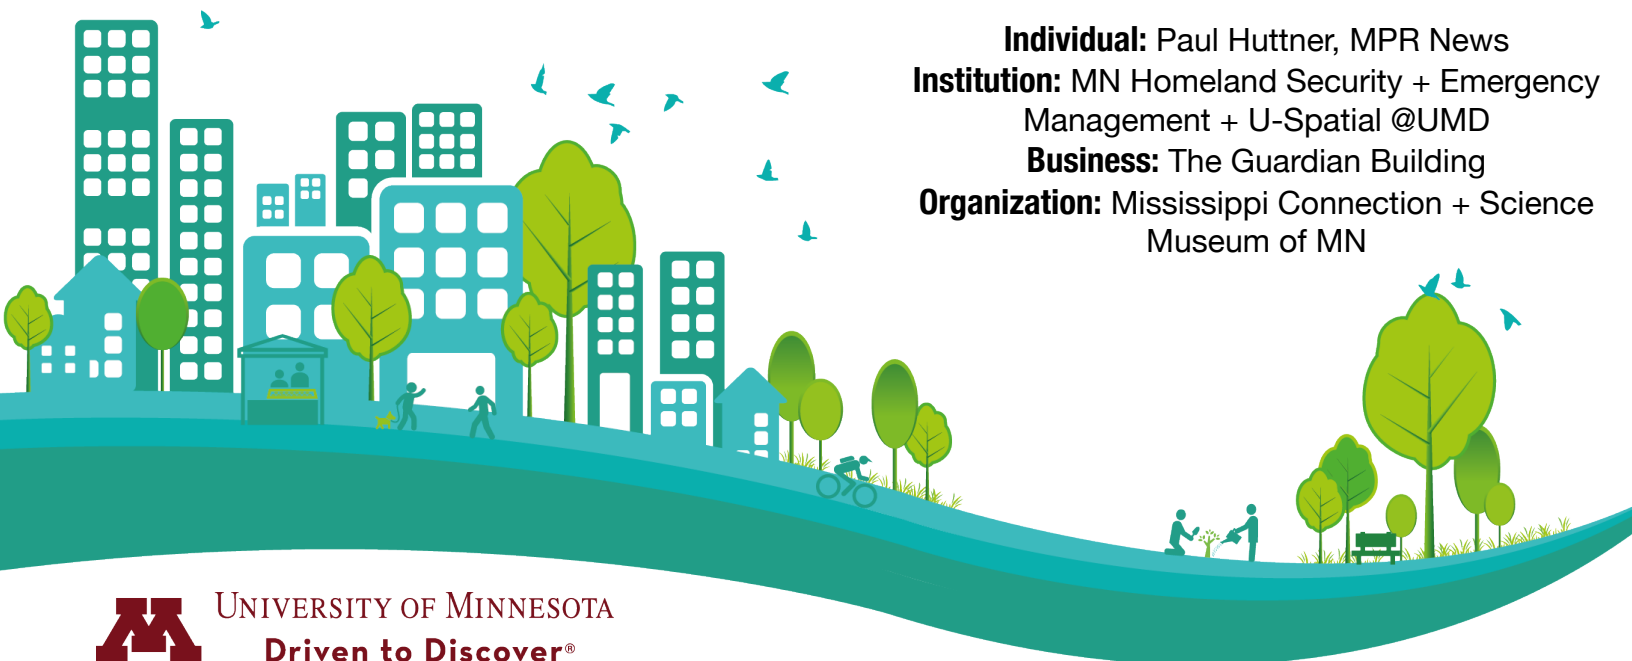 Individual: Paul Huttner, MPR News
Institution: MN Homeland Security + Emergency
Management + U-Spatial @UMD
Business: The Guardian Building
Organization: Mississippi Connection + Science
Museum of MN
UNIVERSITY OF MINNESOTA
Driven to Discover®